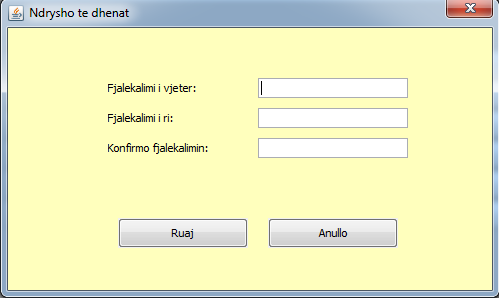 Ndrysho te dhenat
Fjalekalimi i vjeter:
Fjalekalimi i ri:
Konfirmo fjalekalimin:
Ruaj Anullo